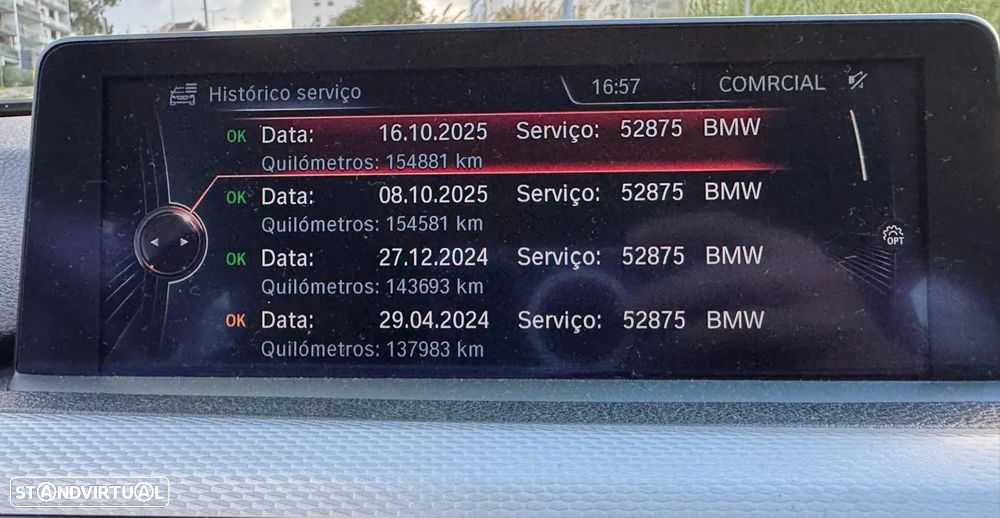 Histórico serviço 16:57 COMRCIAL
OK Data: 16.10.2025 Serviço: 52875 BMW
Quilómetros: 154881 km
OK Data: 08.10.2025 Serviço: 52875 BMW
Quilómetros: 154581 km
OPT
OK Data: 27.12.2024 Serviço: 52875 BMW
Quilómetros: 143693 km
OK Data: 29.04.2024 Serviço: 52875 BMW
Quilómetros: 137983 km
STANDVIRTUAL